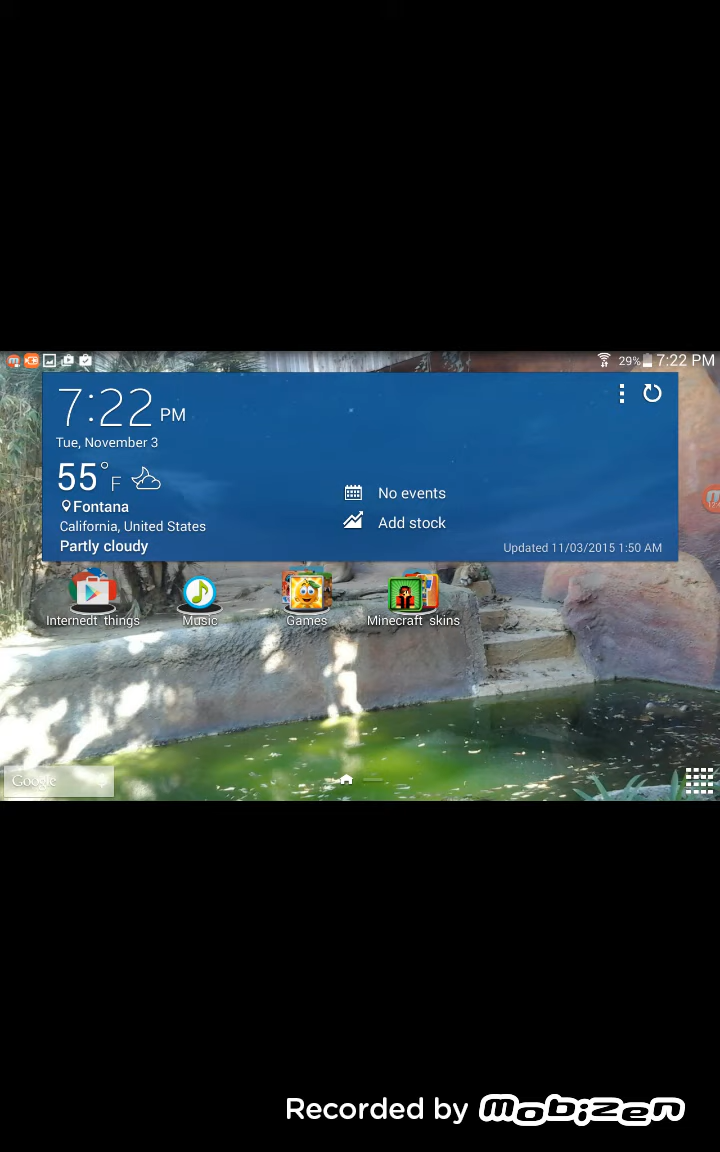 29% 7:22 PM
7:22 PM
Tue, November 3
55°F
Fontana
California, United States
Partly cloudy
No events
Add stock
Updated 11/03/2015 1:50 AM
Internedt things
Music
Games
Minecraft skins
Google
Recorded by mobizen